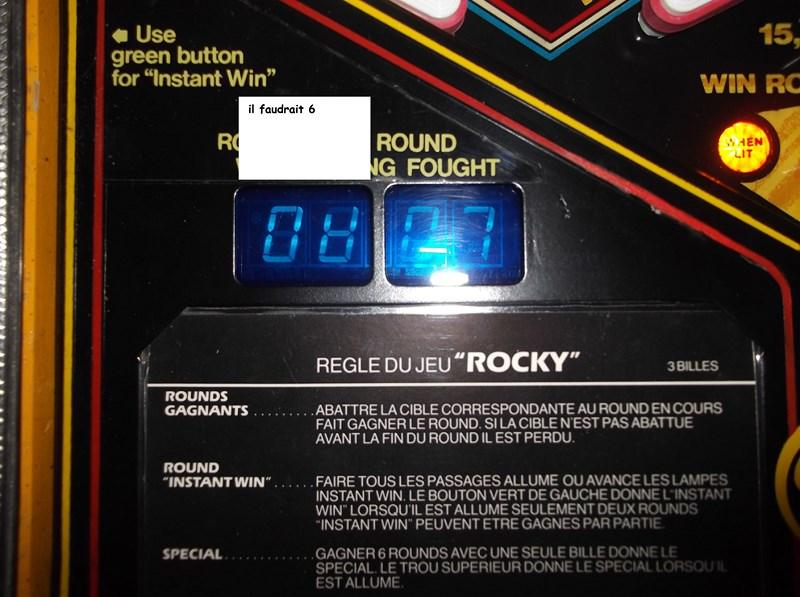 Use
green button
for "Instant Win"
il faudrait 6
15,
WIN RO
WHEN
LIT
RO ROUND
W NG FOUGHT
7
REGLE DU JEU "ROCKY" 3 BILLES
ROUNDS
GAGNANTS ........ ABATTRE LA CIBLE CORRESPONDANTE AU ROUND EN COURS
FAIT GAGNER LE ROUND. SI LA CIBLE N'EST PAS ABATTUE
AVANT LA FIN DU ROUND IL EST PERDU.
ROUND
"INSTANT WIN" ...... FAIRE TOUS LES PASSAGES ALLUME OU AVANCE LES LAMPES
INSTANT WIN. LE BOUTON VERT DE GAUCHE DONNE L'INSTANT
WIN" LORSQU'IL EST ALLUME SEULEMENT DEUX ROUNDS
"INSTANT WIN" PEUVENT ETRE GAGNES PAR PARTIE.
SPECIAL ............ GAGNER 6 ROUNDS AVEC UNE SEULE BILLE DONNE LE
SPECIAL. LE TROU SUPERIEUR DONNE LE SPECIAL LORSQU'IL
EST ALLUME.